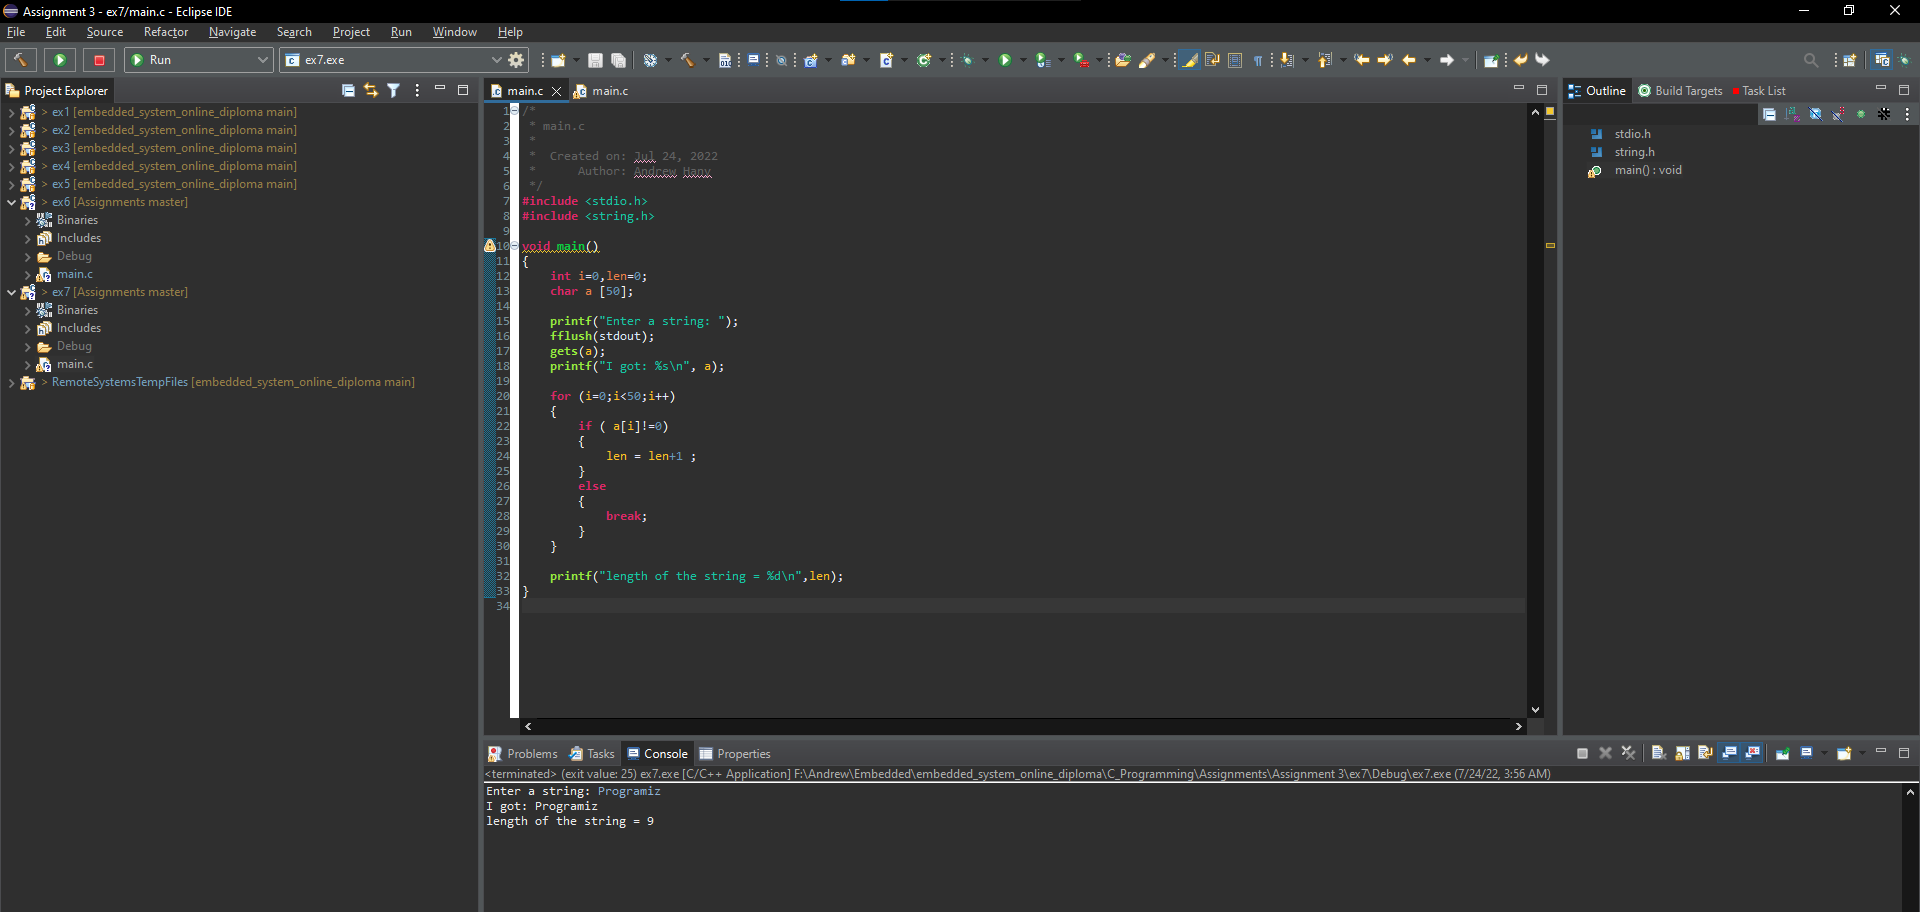 Assignment 3 - ex7/main.c - Eclipse IDE
File Edit Source Refactor Navigate Search Project Run Window Help
Run ex7.exe
Project Explorer
> ex1 [embedded_system_online_diploma main]
> ex2 [embedded_system_online_diploma main]
> ex3 [embedded_system_online_diploma main]
> ex4 [embedded_system_online_diploma main]
> ex5 [embedded_system_online_diploma main]
> ex6 [Assignments master]
Binaries
Includes
Debug
main.c
> ex7 [Assignments master]
Binaries
Includes
Debug
main.c
> RemoteSystemsTempFiles [embedded_system_online_diploma main]
main.c main.c
1 /*
2 * main.c
3 *
4 * Created on: Jul 24, 2022
5 * Author: Andrew Hany
6 */
7 #include <stdio.h>
8 #include <string.h>
9
10 void main()
11 {
12 int i=0,len=0;
13 char a [50];
14
15 printf("Enter a string: ");
16 fflush(stdout);
17 gets(a);
18 printf("I got: %s\n", a);
19
20 for (i=0;i<50;i++)
21 {
22 if ( a[i]!=0)
23 {
24 len = len+1 ;
25 }
26 else
27 {
28 break;
29 }
30 }
31
32 printf("length of the string = %d\n",len);
33 }
34
Outline Build Targets Task List
stdio.h
string.h
main() : void
Problems Tasks Console Properties
<terminated> (exit value: 25) ex7.exe [C/C++ Application] F:\Andrew\Embedded\embedded_system_online_diploma\C_Programming\Assignments\Assignment 3\ex7\Debug\ex7.exe (7/24/22, 3:56 AM)
Enter a string: Programiz
I got: Programiz
length of the string = 9